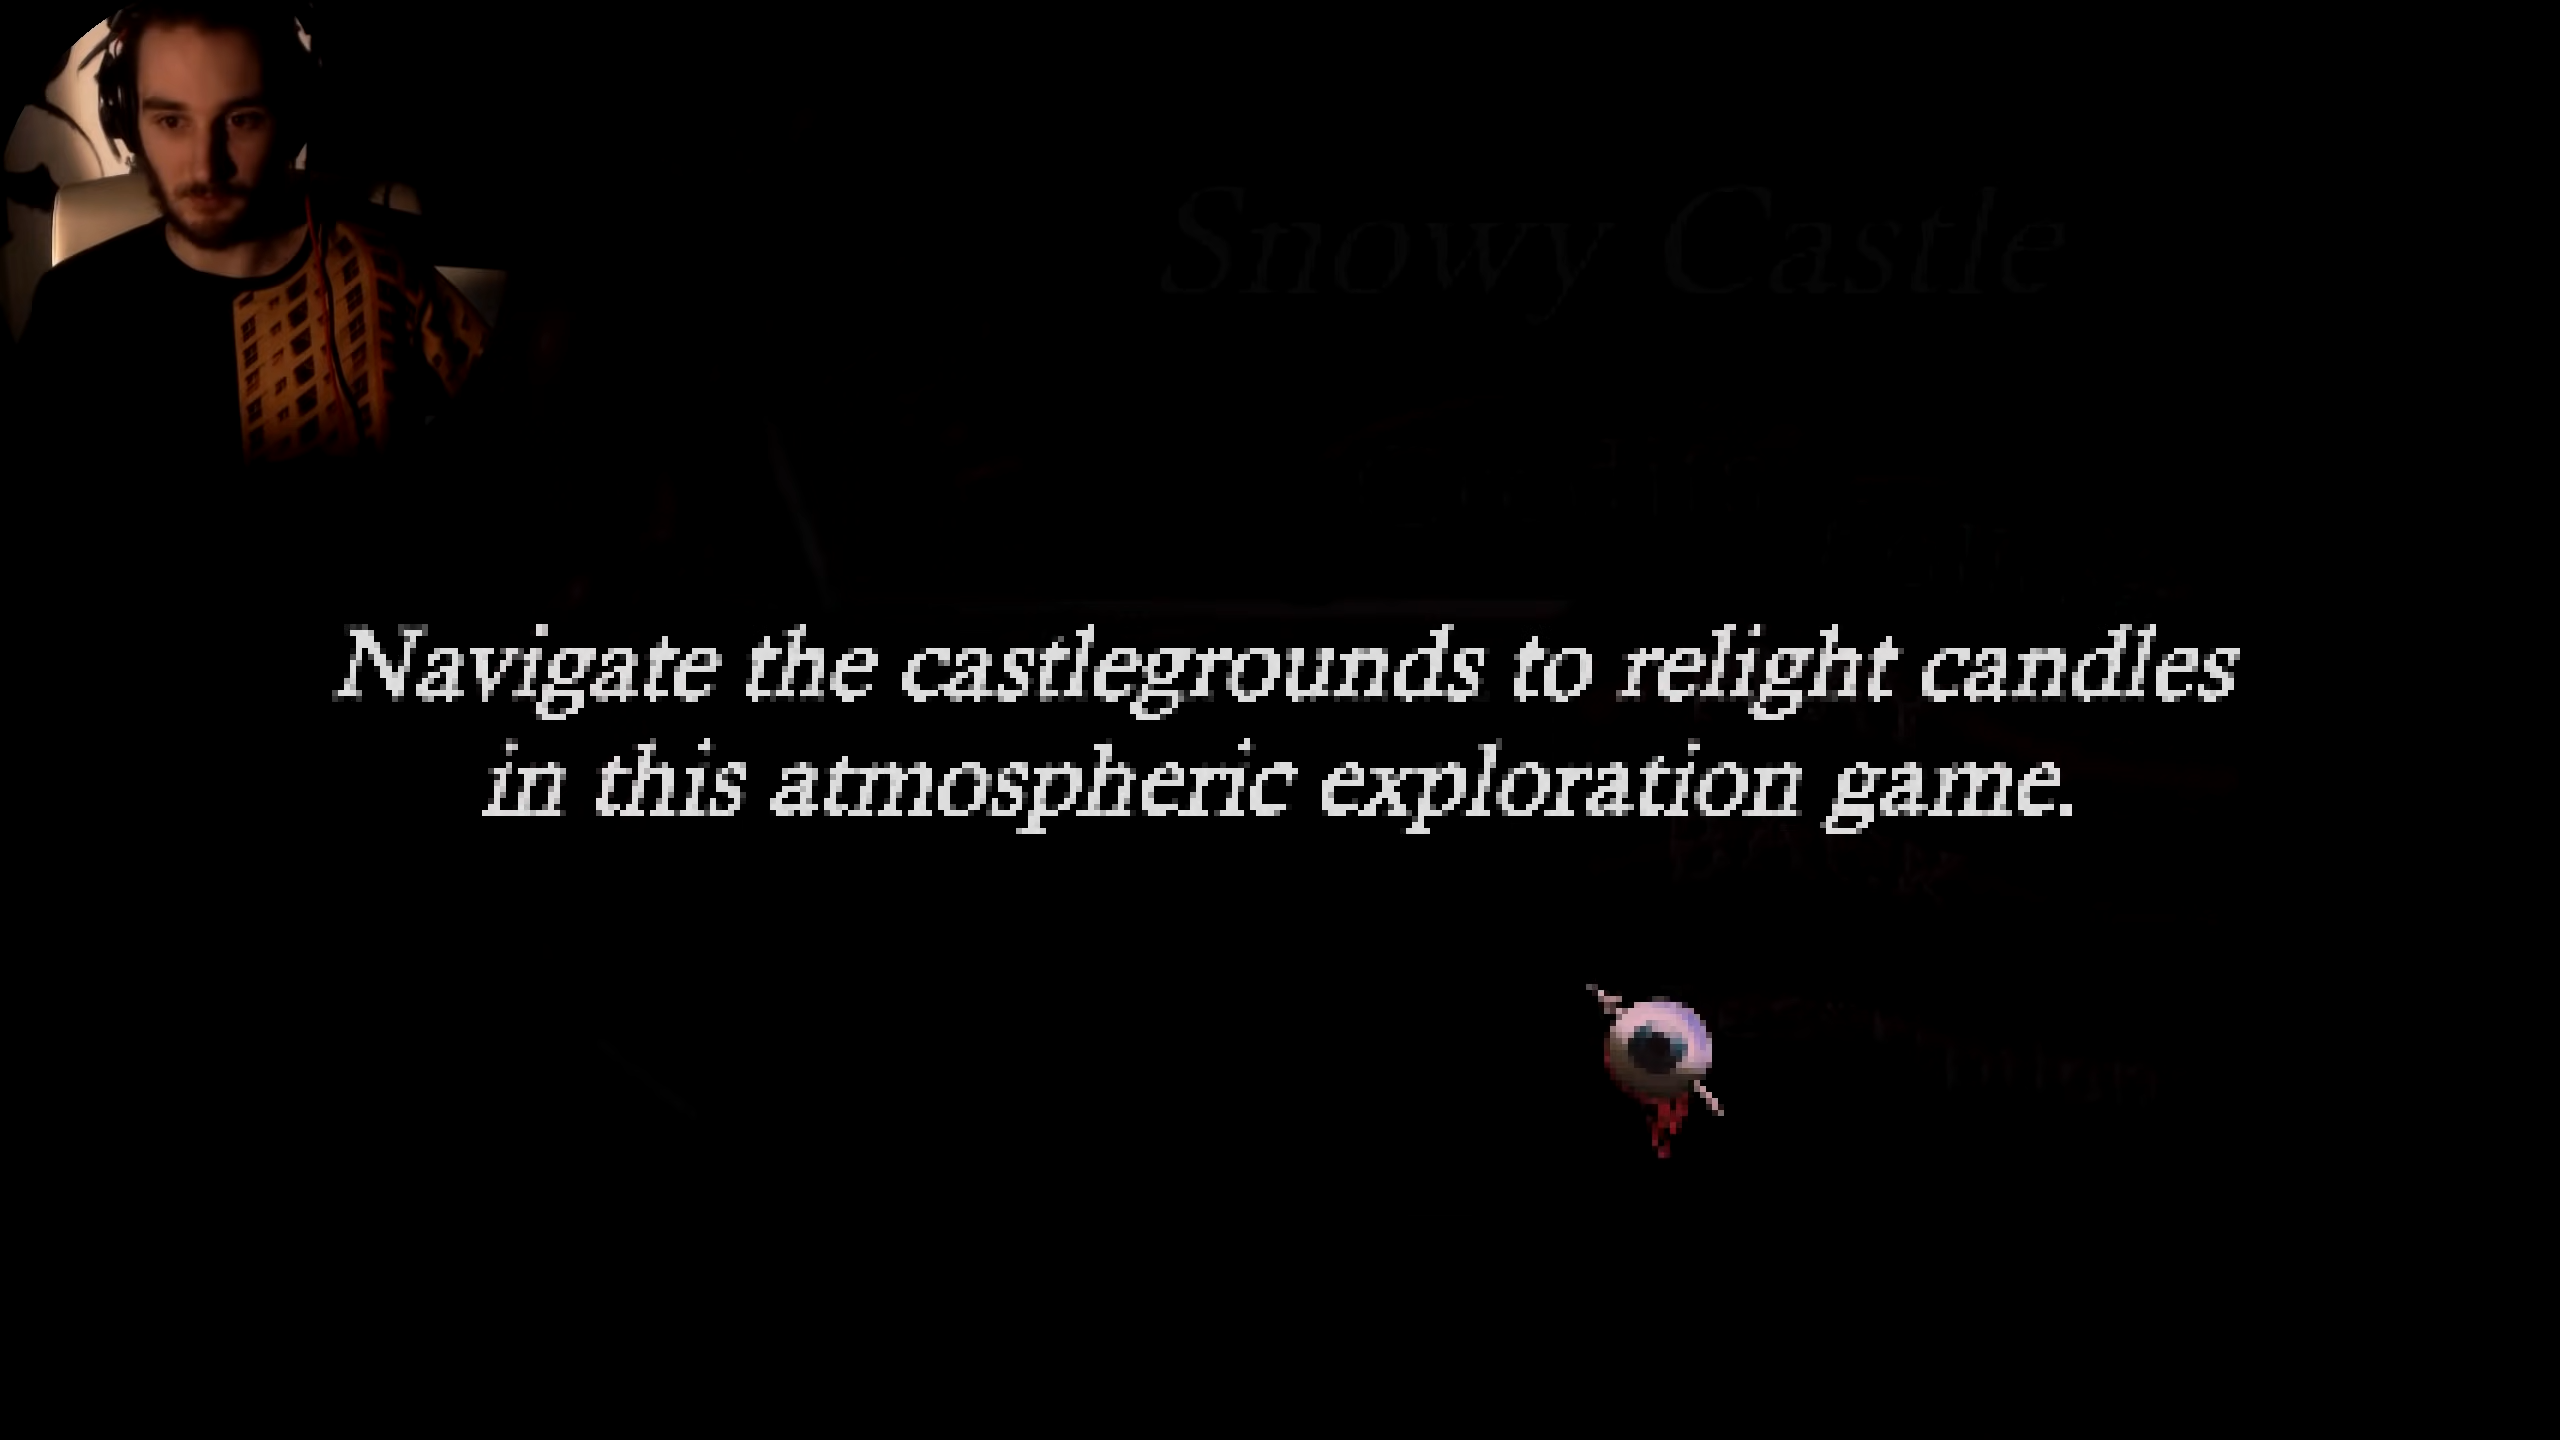 Snowy Castle
Navigate the castlegrounds to relight candles
in this atmospheric exploration game.